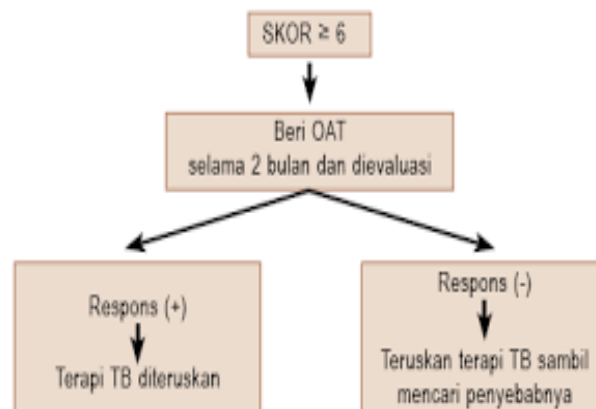 SKOR ≥ 6
Beri OAT
selama 2 bulan dan dievaluasi
Respons (+)
Terapi TB diteruskan
Respons (-)
Teruskan terapi TB sambil
mencari penyebabnya